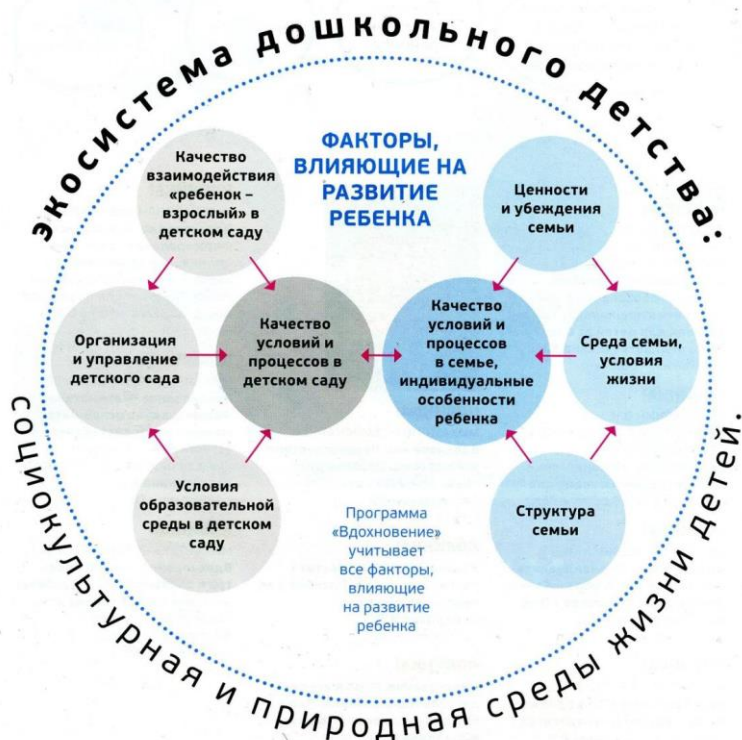 экосистема дошкольного детства:
ФАКТОРЫ,
ВЛИЯЮЩИЕ НА
РАЗВИТИЕ
РЕБЕНКА
Качество
взаимодействия
«ребенок –
взрослый» в
детском саду
Ценности
и убеждения
семьи
Организация
и управление
детского сада
Качество
условий и
процессов в
детском саду
Качество
условий и
процессов
в семье,
индивидуальные
особенности
ребенка
Среда семьи,
условия
жизни
Условия
образовательной
среды в детском
саду
Структура
семьи
Программа
«Вдохновение»
учитывает
все факторы,
влияющие
на развитие
ребенка
социокультурная и природная среды жизни детей.